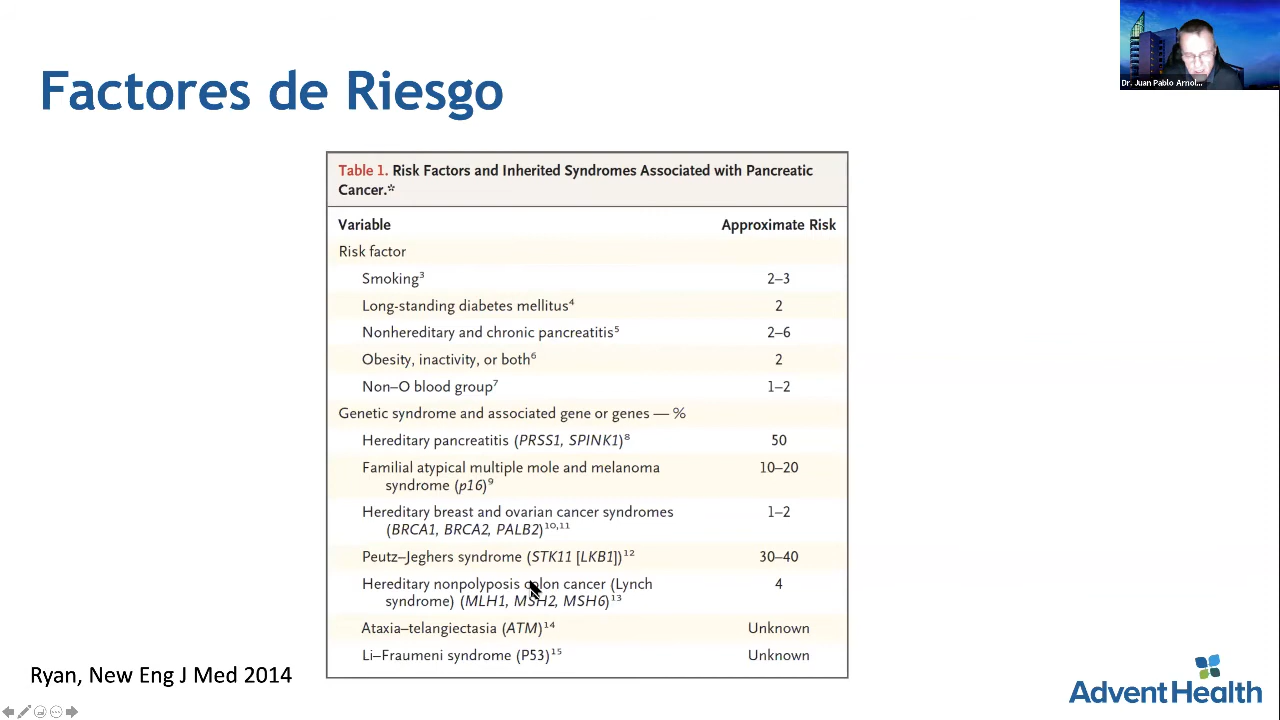 Dr. Juan Pablo Arnol...
Factores de Riesgo
Table 1. Risk Factors and Inherited Syndromes Associated with Pancreatic
Cancer.*
Variable Approximate Risk
Risk factor
Smoking³ 2–3
Long-standing diabetes mellitus⁴ 2
Nonhereditary and chronic pancreatitis⁵ 2–6
Obesity, inactivity, or both⁶ 2
Non–O blood group⁷ 1–2
Genetic syndrome and associated gene or genes — %
Hereditary pancreatitis (PRSS1, SPINK1)⁸ 50
Familial atypical multiple mole and melanoma 10–20
syndrome (p16)⁹
Hereditary breast and ovarian cancer syndromes 1–2
(BRCA1, BRCA2, PALB2)¹⁰,¹¹
Peutz–Jeghers syndrome (STK11 [LKB1])¹² 30–40
Hereditary nonpolyposis colon cancer (Lynch 4
syndrome) (MLH1, MSH2, MSH6)¹³
Ataxia–telangiectasia (ATM)¹⁴ Unknown
Li–Fraumeni syndrome (P53)¹⁵ Unknown
Ryan, New Eng J Med 2014
AdventHealth